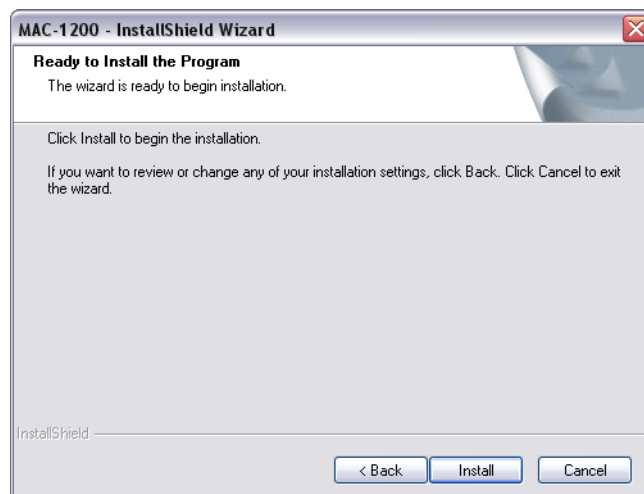 MAC-1200 - InstallShield Wizard
Ready to Install the Program
The wizard is ready to begin installation.
Click Install to begin the installation.
If you want to review or change any of your installation settings, click Back. Click Cancel to exit
the wizard.
InstallShield
< Back Install Cancel